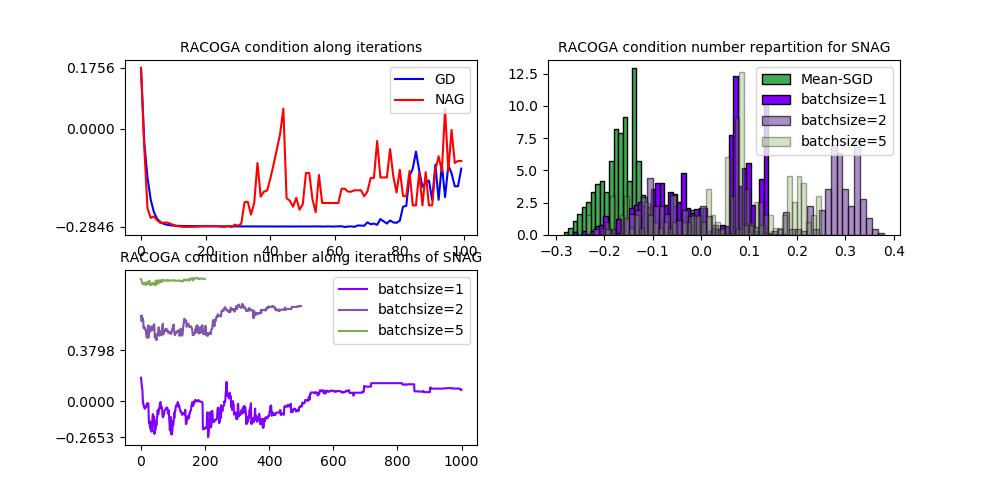 RACOGA condition along iterations
0.1756
0.0000
−0.2846
0
20
40
60
80
100
GD
NAG
RACOGA condition number repartition for SNAG
12.5
10.0
7.5
5.0
2.5
0.0
−0.3
−0.2
−0.1
0.0
0.1
0.2
0.3
0.4
Mean-SGD
batchsize=1
batchsize=2
batchsize=5
RACOGA condition number along iterations of SNAG
0.3798
0.0000
−0.2653
0
200
400
600
800
1000
batchsize=1
batchsize=2
batchsize=5